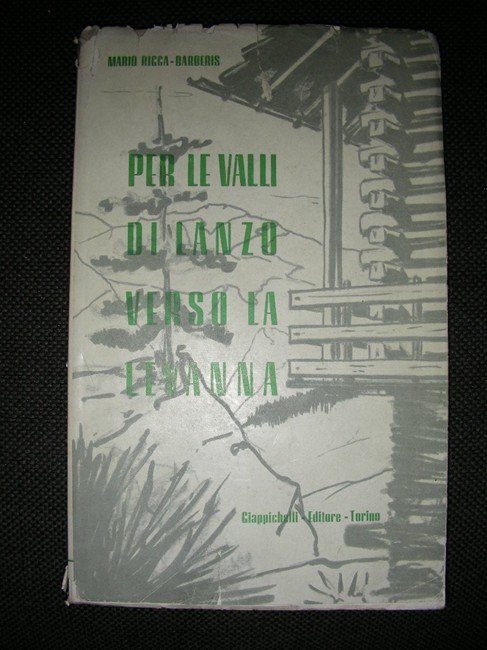 MARIO RICCA-BARBERIS
PER LE VALLI
DI LANZO
VERSO LA
LEVANNA
Giappichelli - Editore - Torino